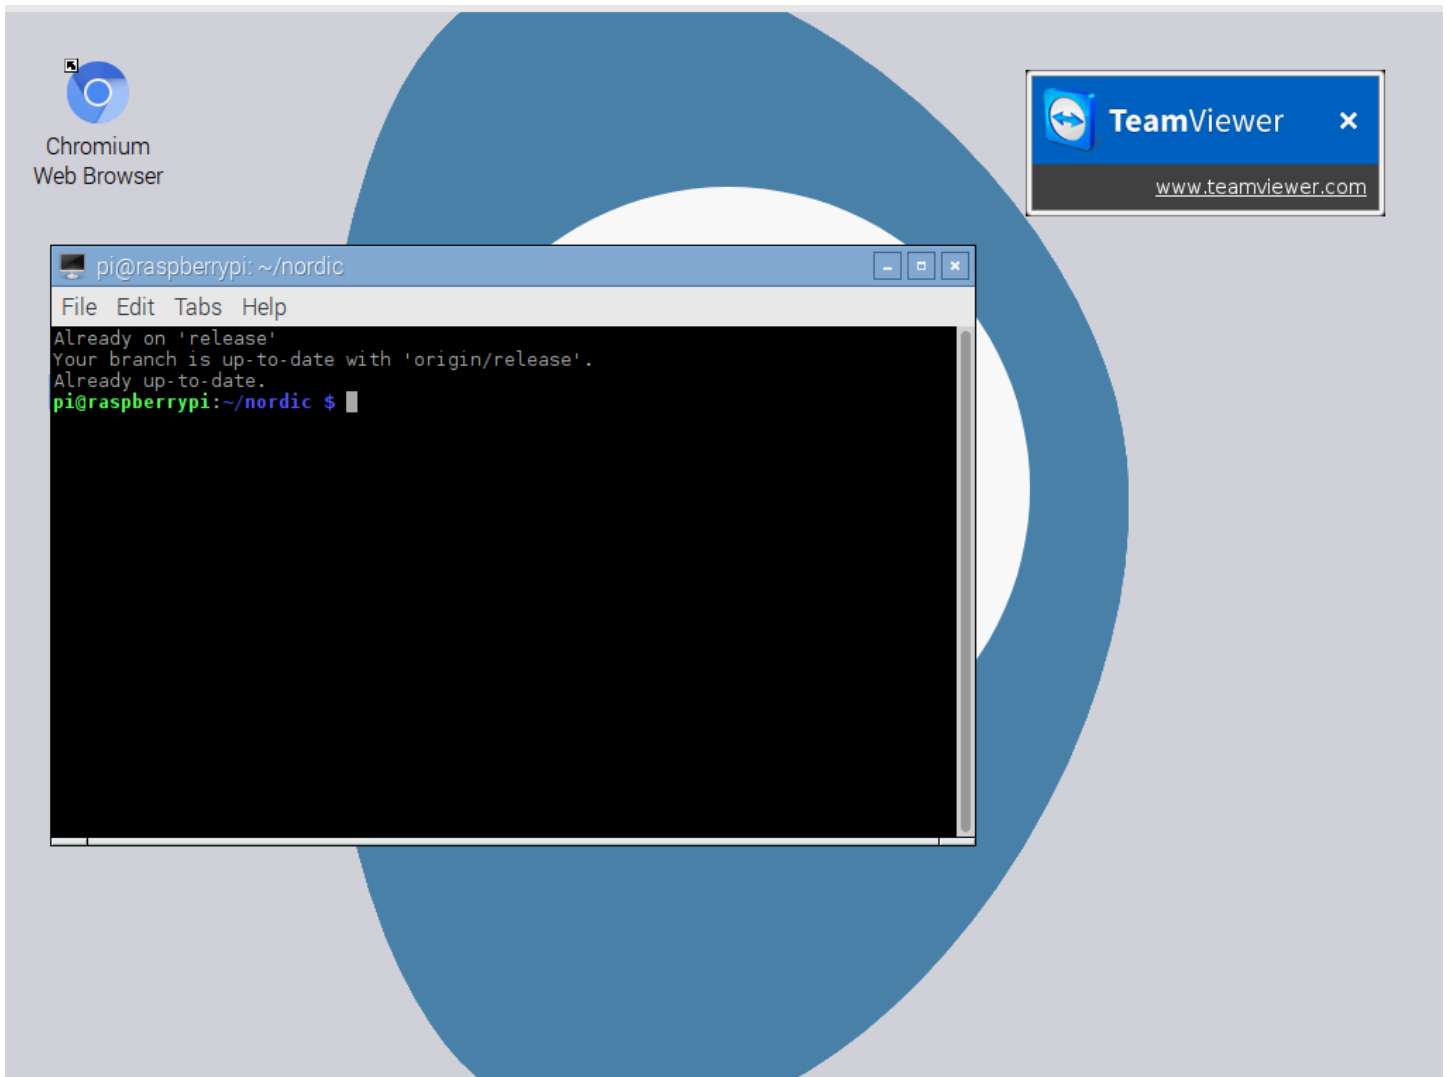 Chromium
Web Browser
TeamViewer
www.teamviewer.com
pi@raspberrypi: ~/nordic
File Edit Tabs Help
Already on 'release'
Your branch is up-to-date with 'origin/release'.
Already up-to-date.
pi@raspberrypi:~/nordic $